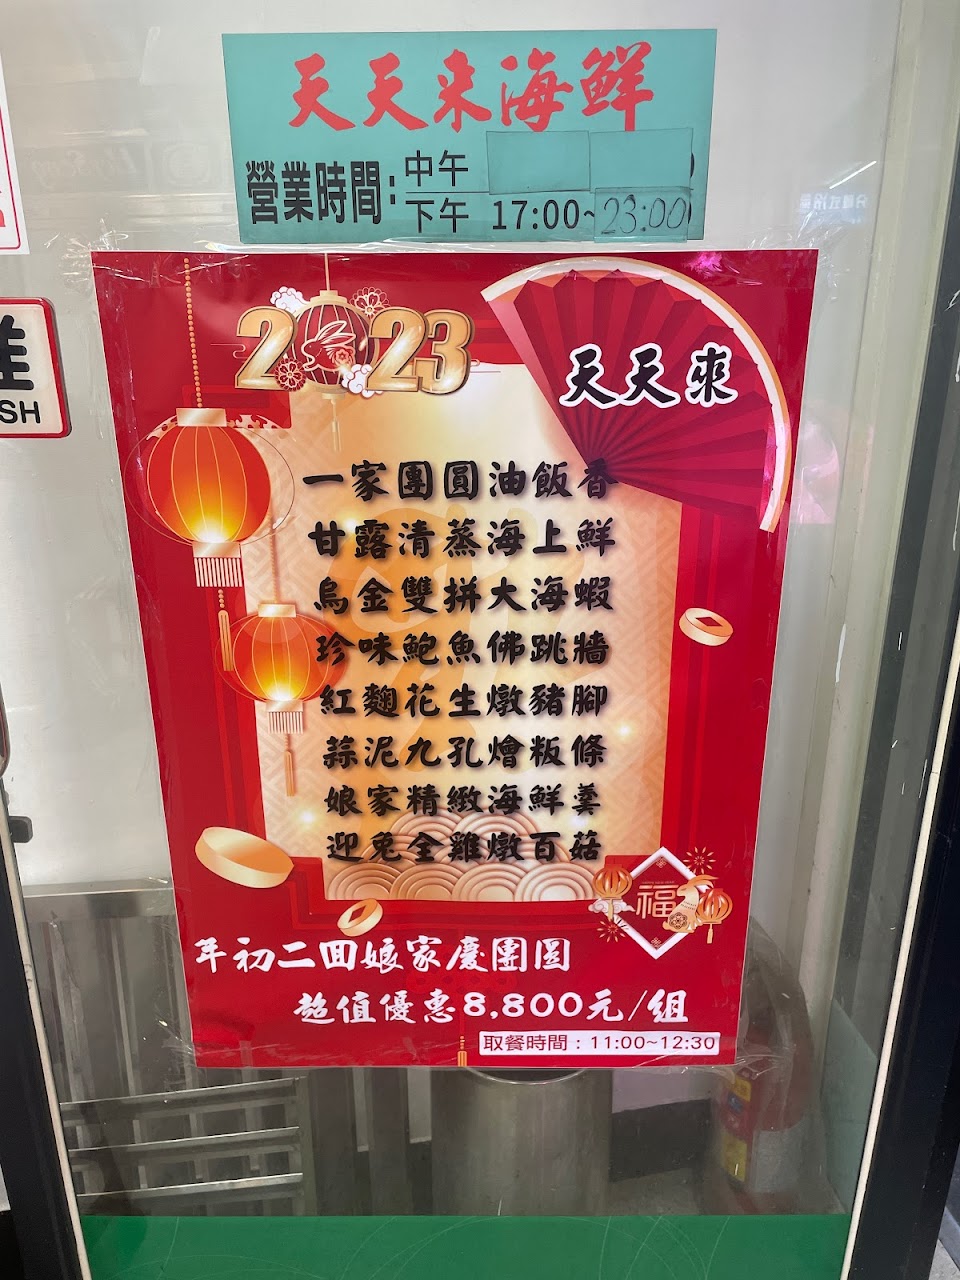 天天来海鮮
營業時間:
中午
下午 17:00~23:00
2023
天天來
一家團圓油飯香
甘露清蒸海上鮮
烏金雙拼大海蝦
珍味鮑魚佛跳牆
紅麴花生燉豬腳
蒜泥九孔燴粄條
娘家精緻海鮮羹
迎兔全雞燉百菇
福
年初二回娘家慶團圓
超值優惠8,800元/組
取餐時間：11:00~12:30
SH